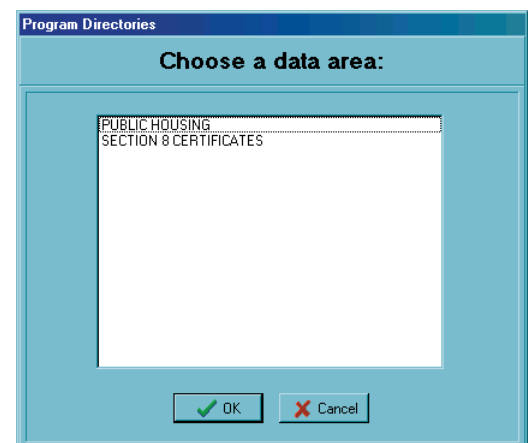 Program Directories
Choose a data area:
PUBLIC HOUSING
SECTION 8 CERTIFICATES
OK
Cancel